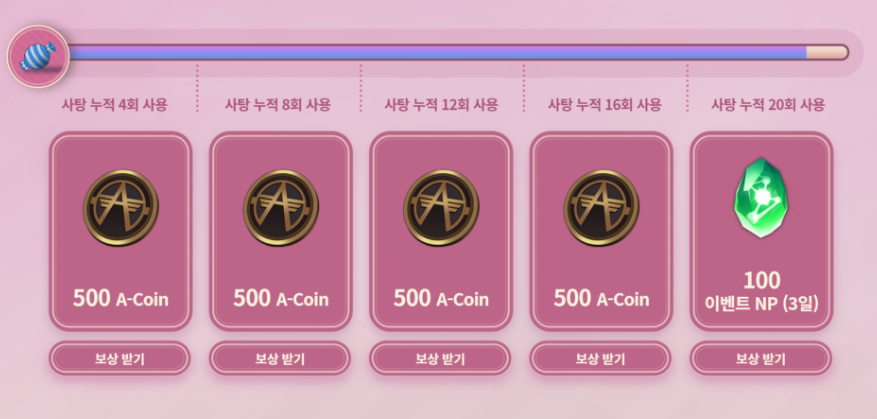 사탕 누적 4회 사용
사탕 누적 8회 사용
사탕 누적 12회 사용
사탕 누적 16회 사용
사탕 누적 20회 사용
500 A-Coin
500 A-Coin
500 A-Coin
500 A-Coin
100
이벤트 NP (3일)
보상 받기
보상 받기
보상 받기
보상 받기
보상 받기